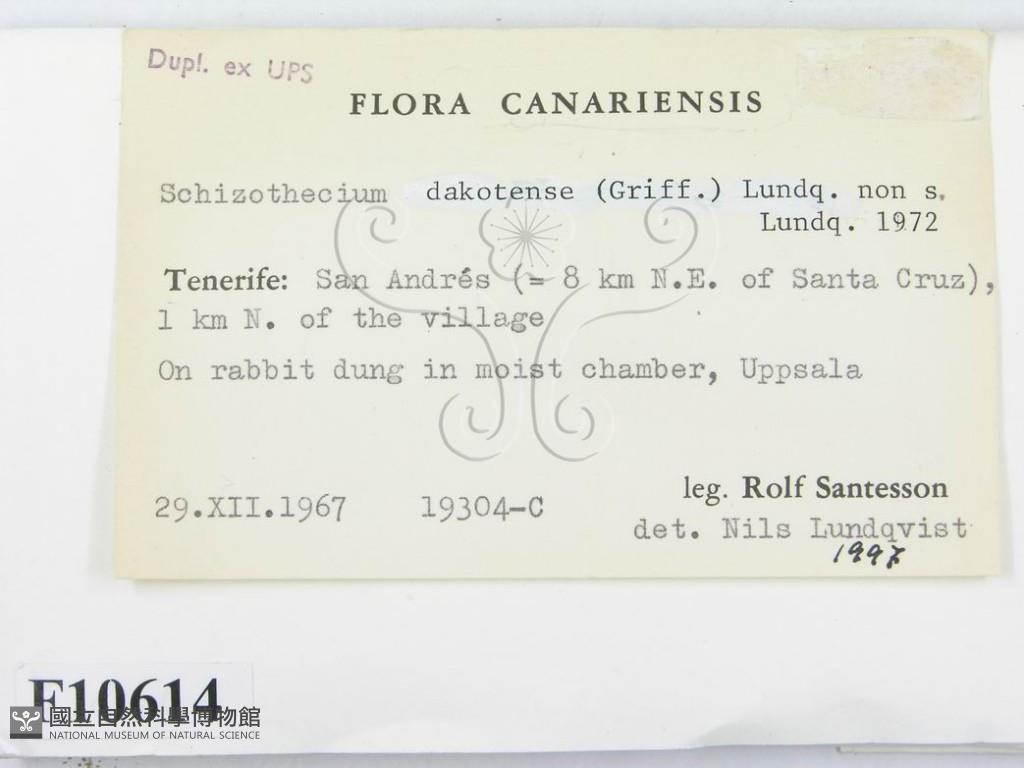 Dupl. ex UPS
FLORA CANARIENSIS
Schizothecium dakotense (Griff.) Lundq. non s.
Lundq. 1972
Tenerife: San Andrés (= 8 km N.E. of Santa Cruz),
1 km N. of the village
On rabbit dung in moist chamber, Uppsala
29.XII.1967 19304-C
leg. Rolf Santesson
det. Nils Lundqvist
1997
F10614
國立自然科學博物館
NATIONAL MUSEUM OF NATURAL SCIENCE